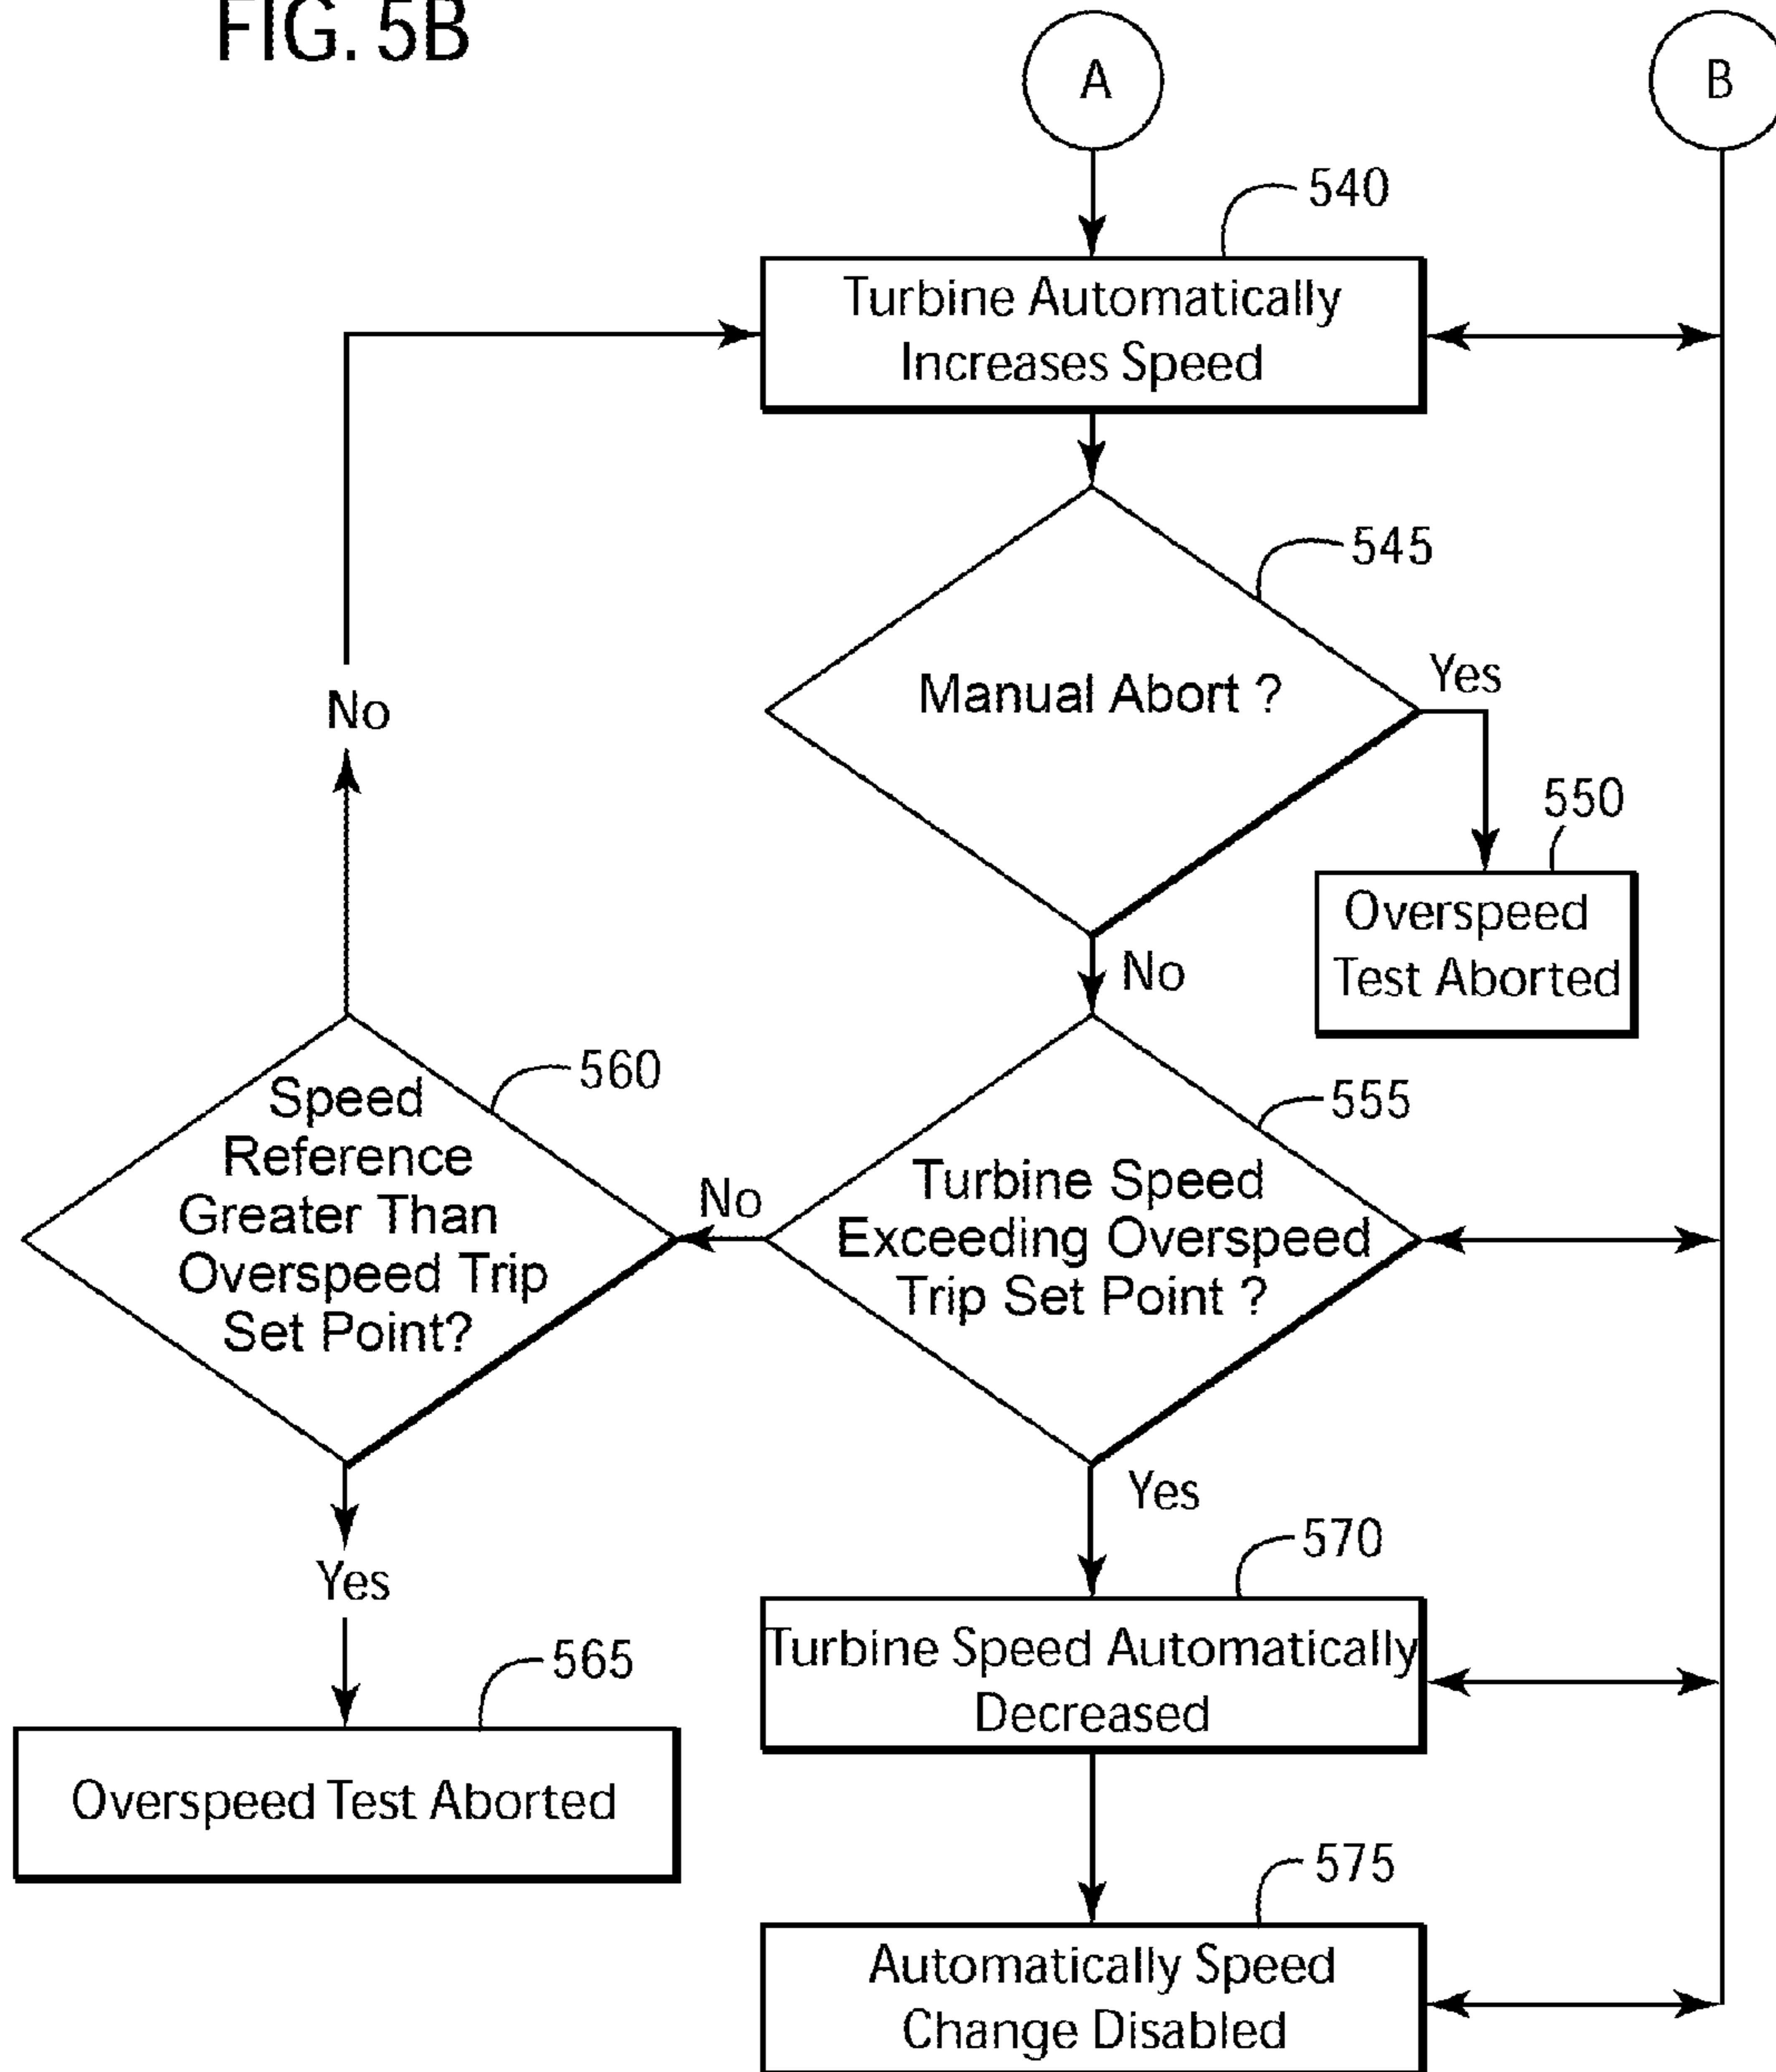 FIG. 5B
A
B
540
Turbine Automatically
Increases Speed
545
Manual Abort ?
Yes
No
550
Overspeed
Test Aborted
No
560
Speed
Reference
Greater Than
Overspeed Trip
Set Point?
No
555
Turbine Speed
Exceeding Overspeed
Trip Set Point ?
Yes
570
Yes
Turbine Speed Automatically
Decreased
565
Overspeed Test Aborted
575
Automatically Speed
Change Disabled